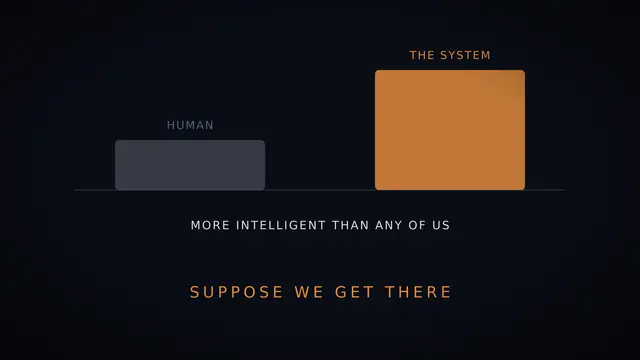 THE SYSTEM
HUMAN
MORE INTELLIGENT THAN ANY OF US
SUPPOSE WE GET THERE